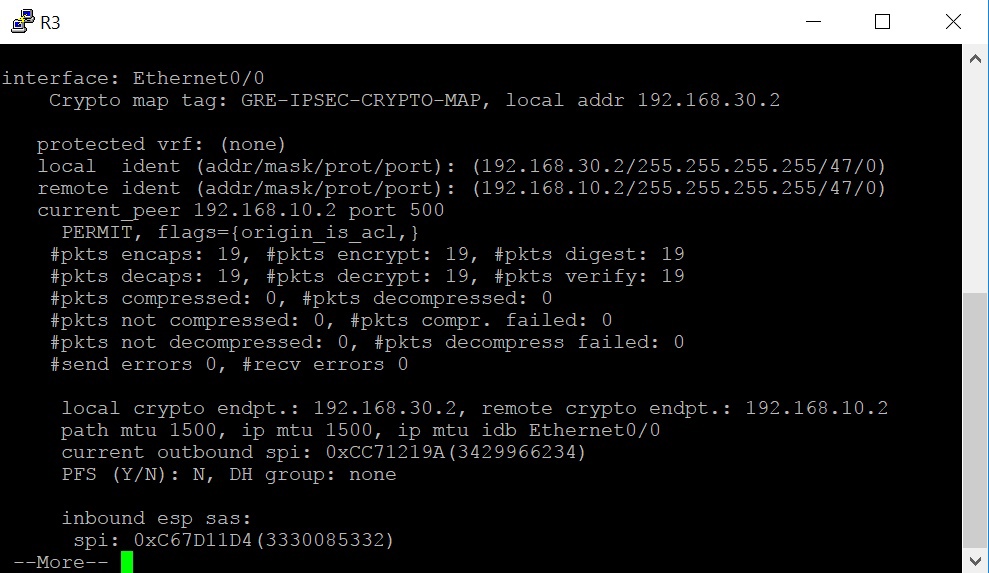 R3
interface: Ethernet0/0
Crypto map tag: GRE-IPSEC-CRYPTO-MAP, local addr 192.168.30.2
protected vrf: (none)
local  ident (addr/mask/prot/port): (192.168.30.2/255.255.255.255/47/0)
remote ident (addr/mask/prot/port): (192.168.10.2/255.255.255.255/47/0)
current_peer 192.168.10.2 port 500
PERMIT, flags={origin_is_acl,}
#pkts encaps: 19, #pkts encrypt: 19, #pkts digest: 19
#pkts decaps: 19, #pkts decrypt: 19, #pkts verify: 19
#pkts compressed: 0, #pkts decompressed: 0
#pkts not compressed: 0, #pkts compr. failed: 0
#pkts not decompressed: 0, #pkts decompress failed: 0
#send errors 0, #recv errors 0
local crypto endpt.: 192.168.30.2, remote crypto endpt.: 192.168.10.2
path mtu 1500, ip mtu 1500, ip mtu idb Ethernet0/0
current outbound spi: 0xCC71219A(3429966234)
PFS (Y/N): N, DH group: none
inbound esp sas:
spi: 0xC67D11D4(3330085332)
--More--